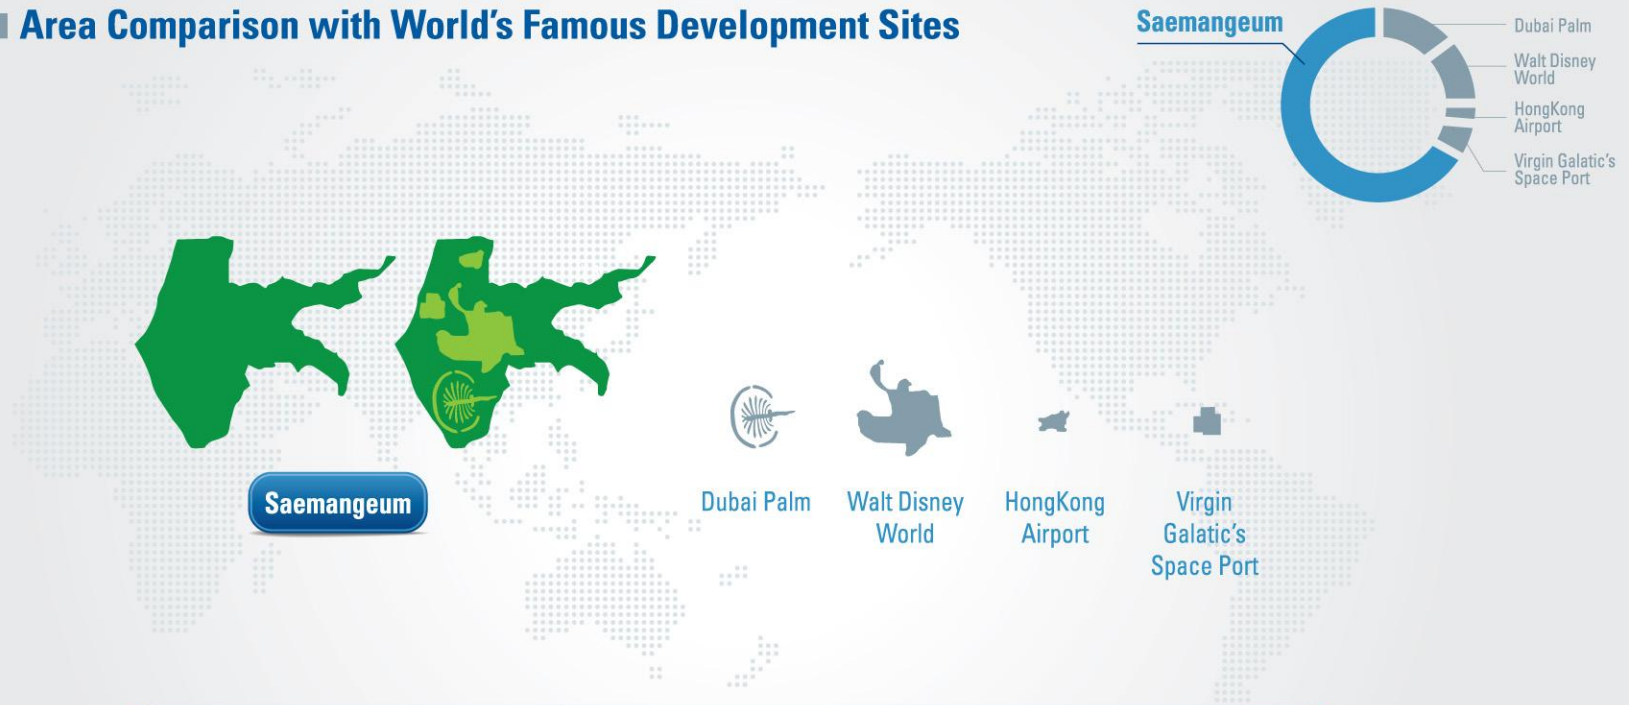 Area Comparison with World's Famous Development Sites
Saemangeum
Dubai Palm
Walt Disney
World
HongKong
Airport
Virgin Galatic's
Space Port
Saemangeum
Dubai Palm
Walt Disney
World
HongKong
Airport
Virgin
Galatic's
Space Port